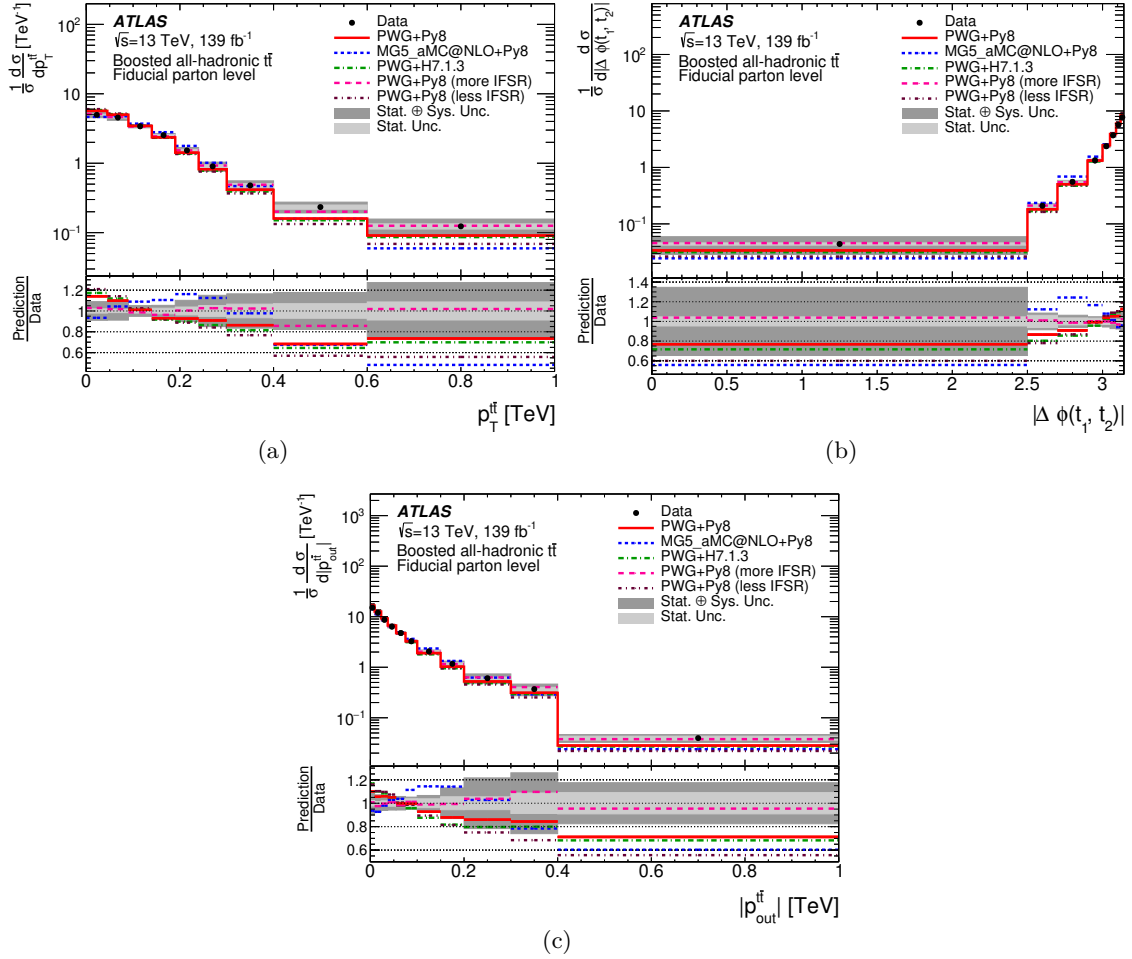 ATLAS
√s=13 TeV, 139 fb⁻¹
Boosted all-hadronic tt̄
Fiducial parton level
Data
PWG+Py8
MG5_aMC@NLO+Py8
PWG+H7.1.3
PWG+Py8 (more IFSR)
PWG+Py8 (less IFSR)
Stat. ⊕ Sys. Unc.
Stat. Unc.
1/σ dσ/dp_T^{tt̄} [TeV⁻¹]
10²
10
1
10⁻¹
Prediction/Data
1.2
1.0
0.8
0.6
0 0.2 0.4 0.6 0.8 1
p_T^{tt̄} [TeV]
(a)
ATLAS
√s=13 TeV, 139 fb⁻¹
Boosted all-hadronic tt̄
Fiducial parton level
Data
PWG+Py8
MG5_aMC@NLO+Py8
PWG+H7.1.3
PWG+Py8 (more IFSR)
PWG+Py8 (less IFSR)
Stat. ⊕ Sys. Unc.
Stat. Unc.
1/σ dσ/d|Δ ϕ(t₁, t₂)|
10²
10
1
10⁻¹
Prediction/Data
1.4
1.2
1.0
0.8
0.6
0 0.5 1 1.5 2 2.5 3
|Δ ϕ(t₁, t₂)|
(b)
ATLAS
√s=13 TeV, 139 fb⁻¹
Boosted all-hadronic tt̄
Fiducial parton level
Data
PWG+Py8
MG5_aMC@NLO+Py8
PWG+H7.1.3
PWG+Py8 (more IFSR)
PWG+Py8 (less IFSR)
Stat. ⊕ Sys. Unc.
Stat. Unc.
1/σ dσ/d|p_out^{tt̄}| [TeV⁻¹]
10³
10²
10
1
10⁻¹
Prediction/Data
1.2
1.0
0.8
0.6
0 0.2 0.4 0.6 0.8 1
|p_out^{tt̄}| [TeV]
(c)